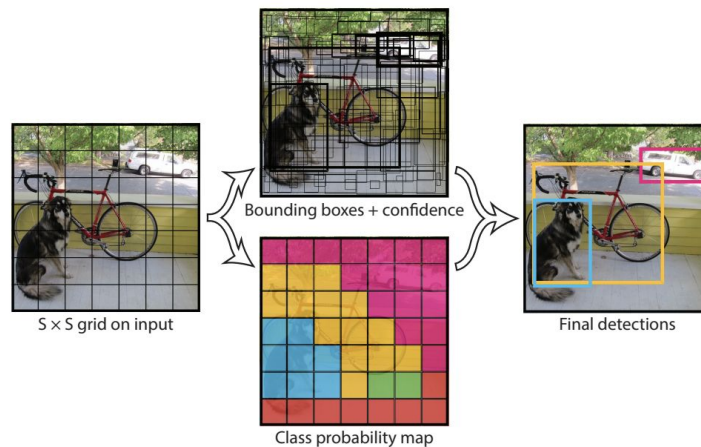 Bounding boxes + confidence
S × S grid on input
Final detections
Class probability map